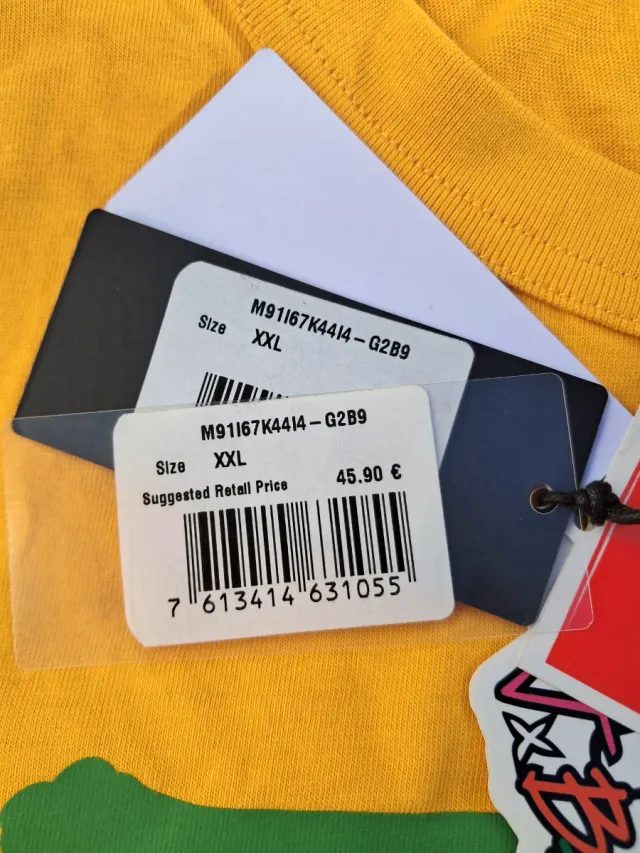 M91I67K44I4–G2B9
Size XXL
M91I67K44I4–G2B9
Size XXL
Suggested Retail Price 45.90 €
7 613414 631055